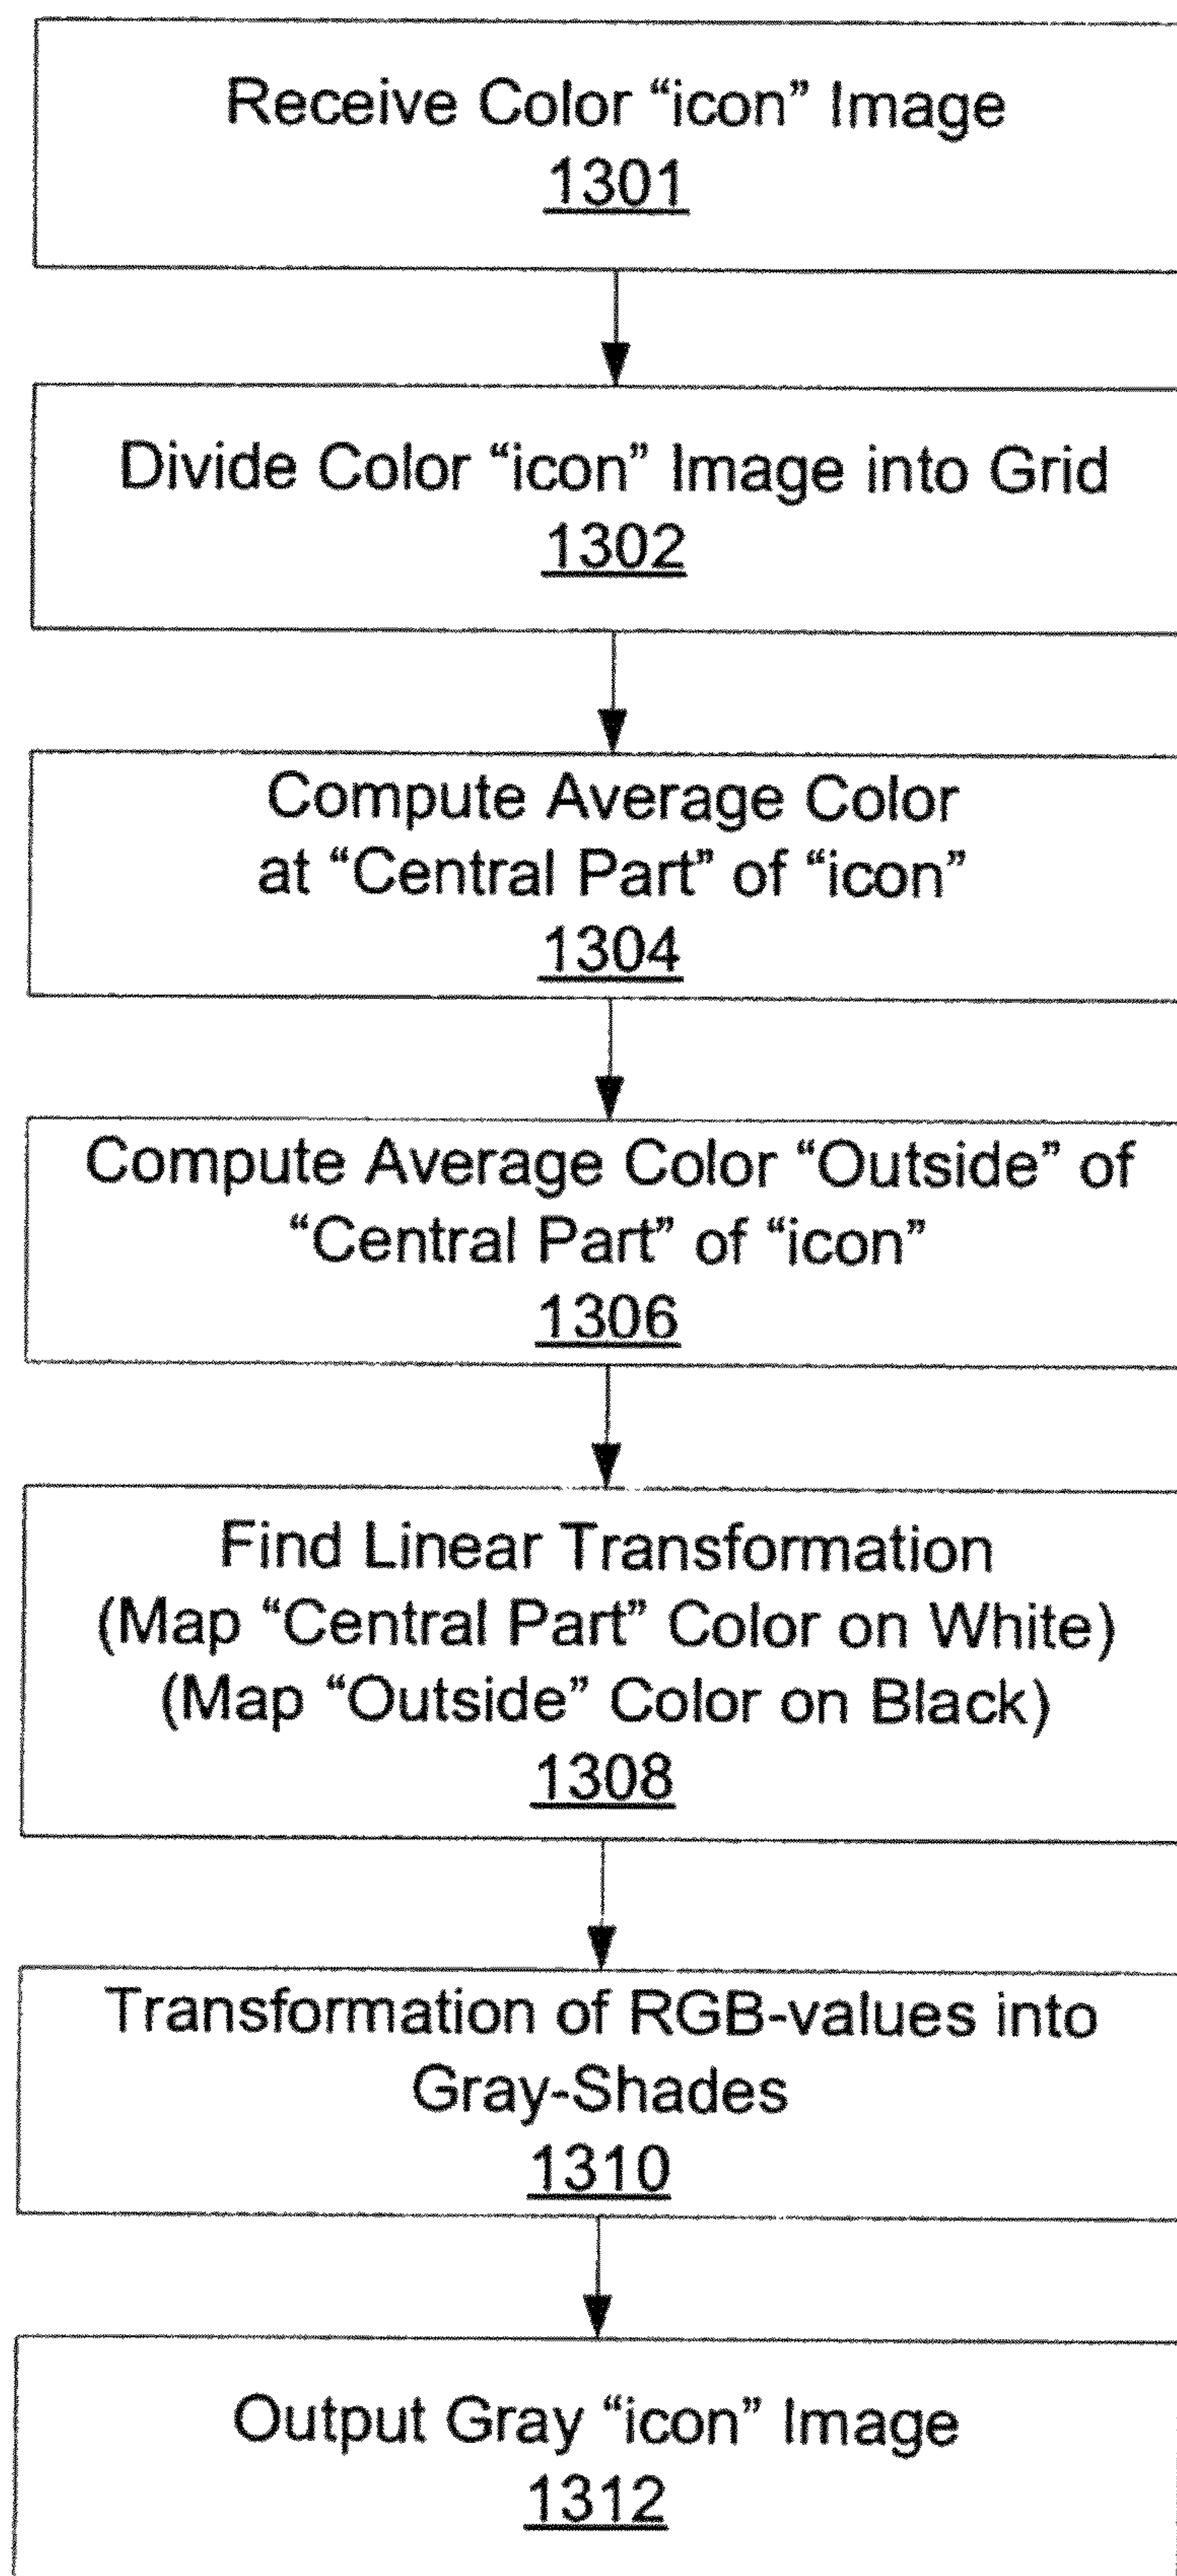 Receive Color “icon” Image
1301
Divide Color “icon” Image into Grid
1302
Compute Average Color
at “Central Part” of “icon”
1304
Compute Average Color “Outside” of
“Central Part” of “icon”
1306
Find Linear Transformation
(Map “Central Part” Color on White)
(Map “Outside” Color on Black)
1308
Transformation of RGB-values into
Gray-Shades
1310
Output Gray “icon” Image
1312